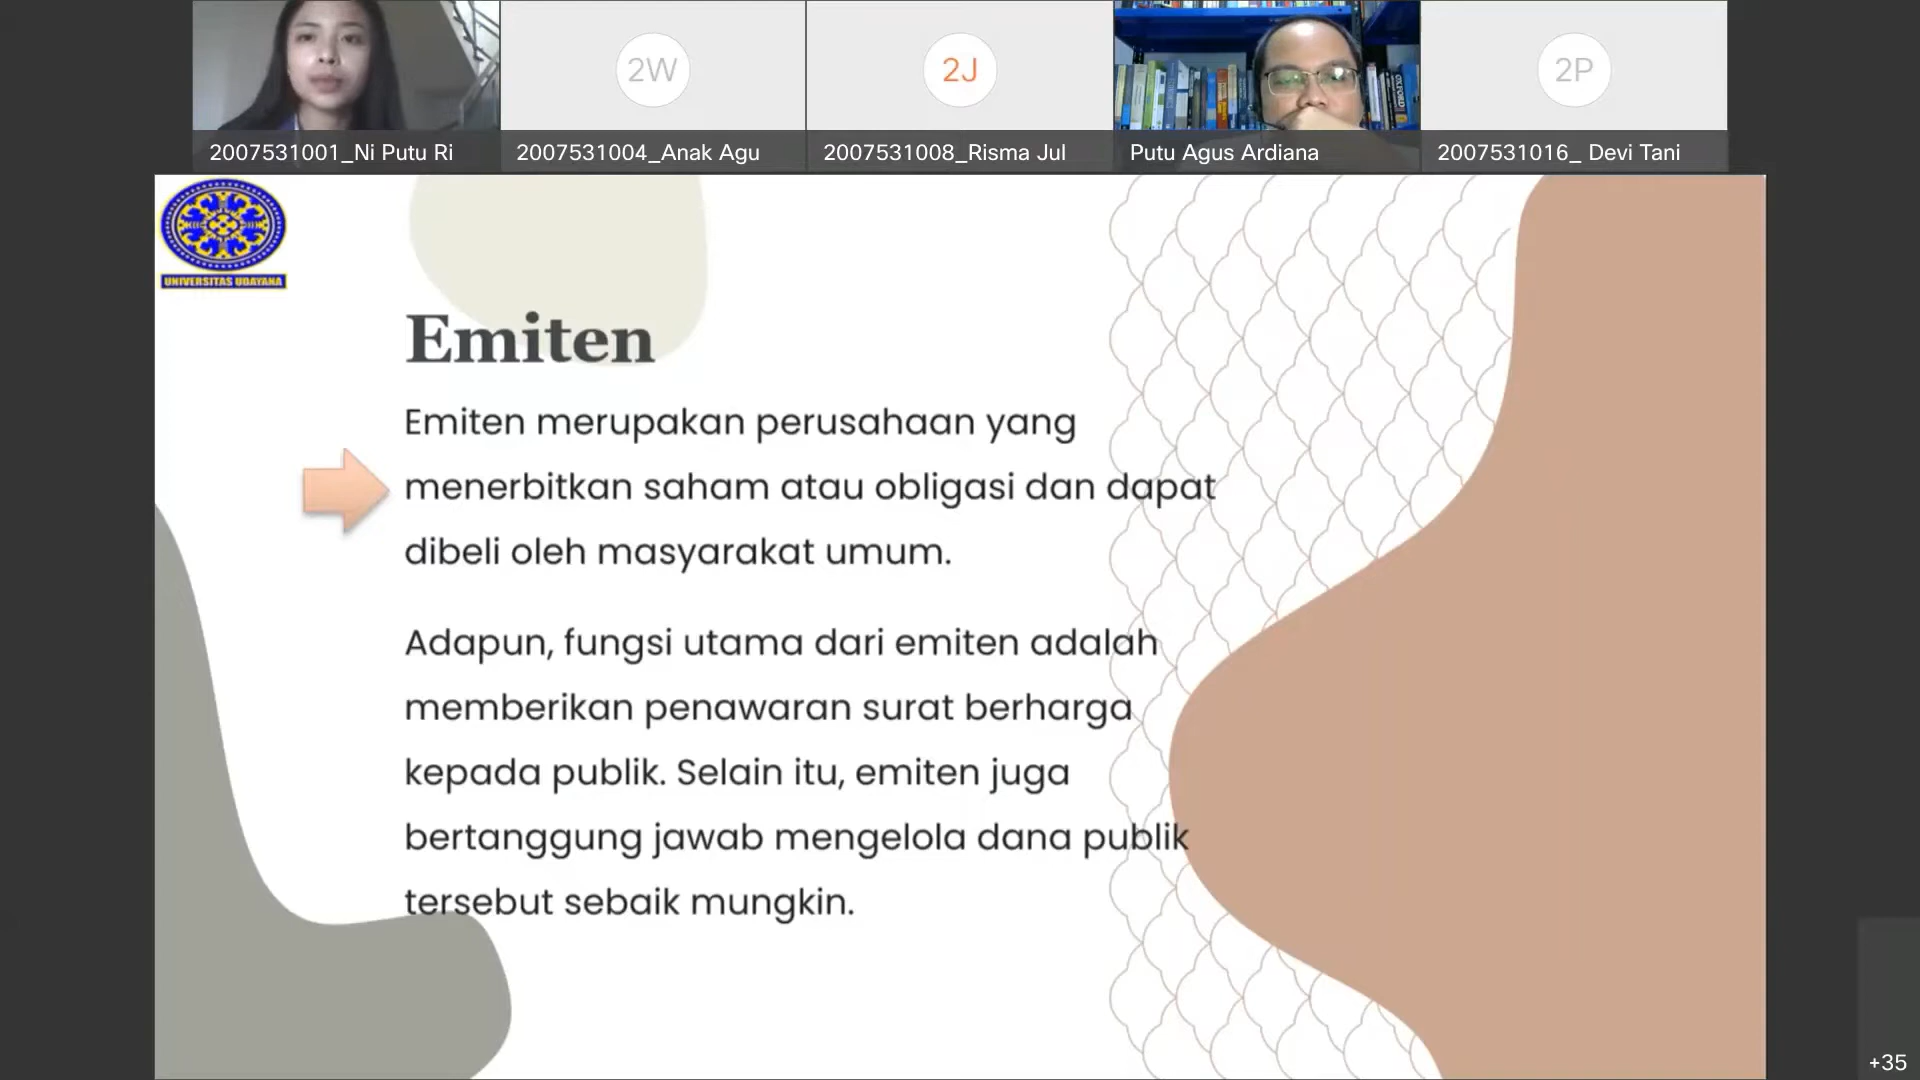 2007531001_Ni Putu Ri
2W
2007531004_Anak Agu
2J
2007531008_Risma Jul
Putu Agus Ardiana
2P
2007531016_ Devi Tani
OXFORD
UNIVERSITAS UDAYANA
Emiten
Emiten merupakan perusahaan yang
menerbitkan saham atau obligasi dan dapat
dibeli oleh masyarakat umum.
Adapun, fungsi utama dari emiten adalah
memberikan penawaran surat berharga
kepada publik. Selain itu, emiten juga
bertanggung jawab mengelola dana publik
tersebut sebaik mungkin.
+35